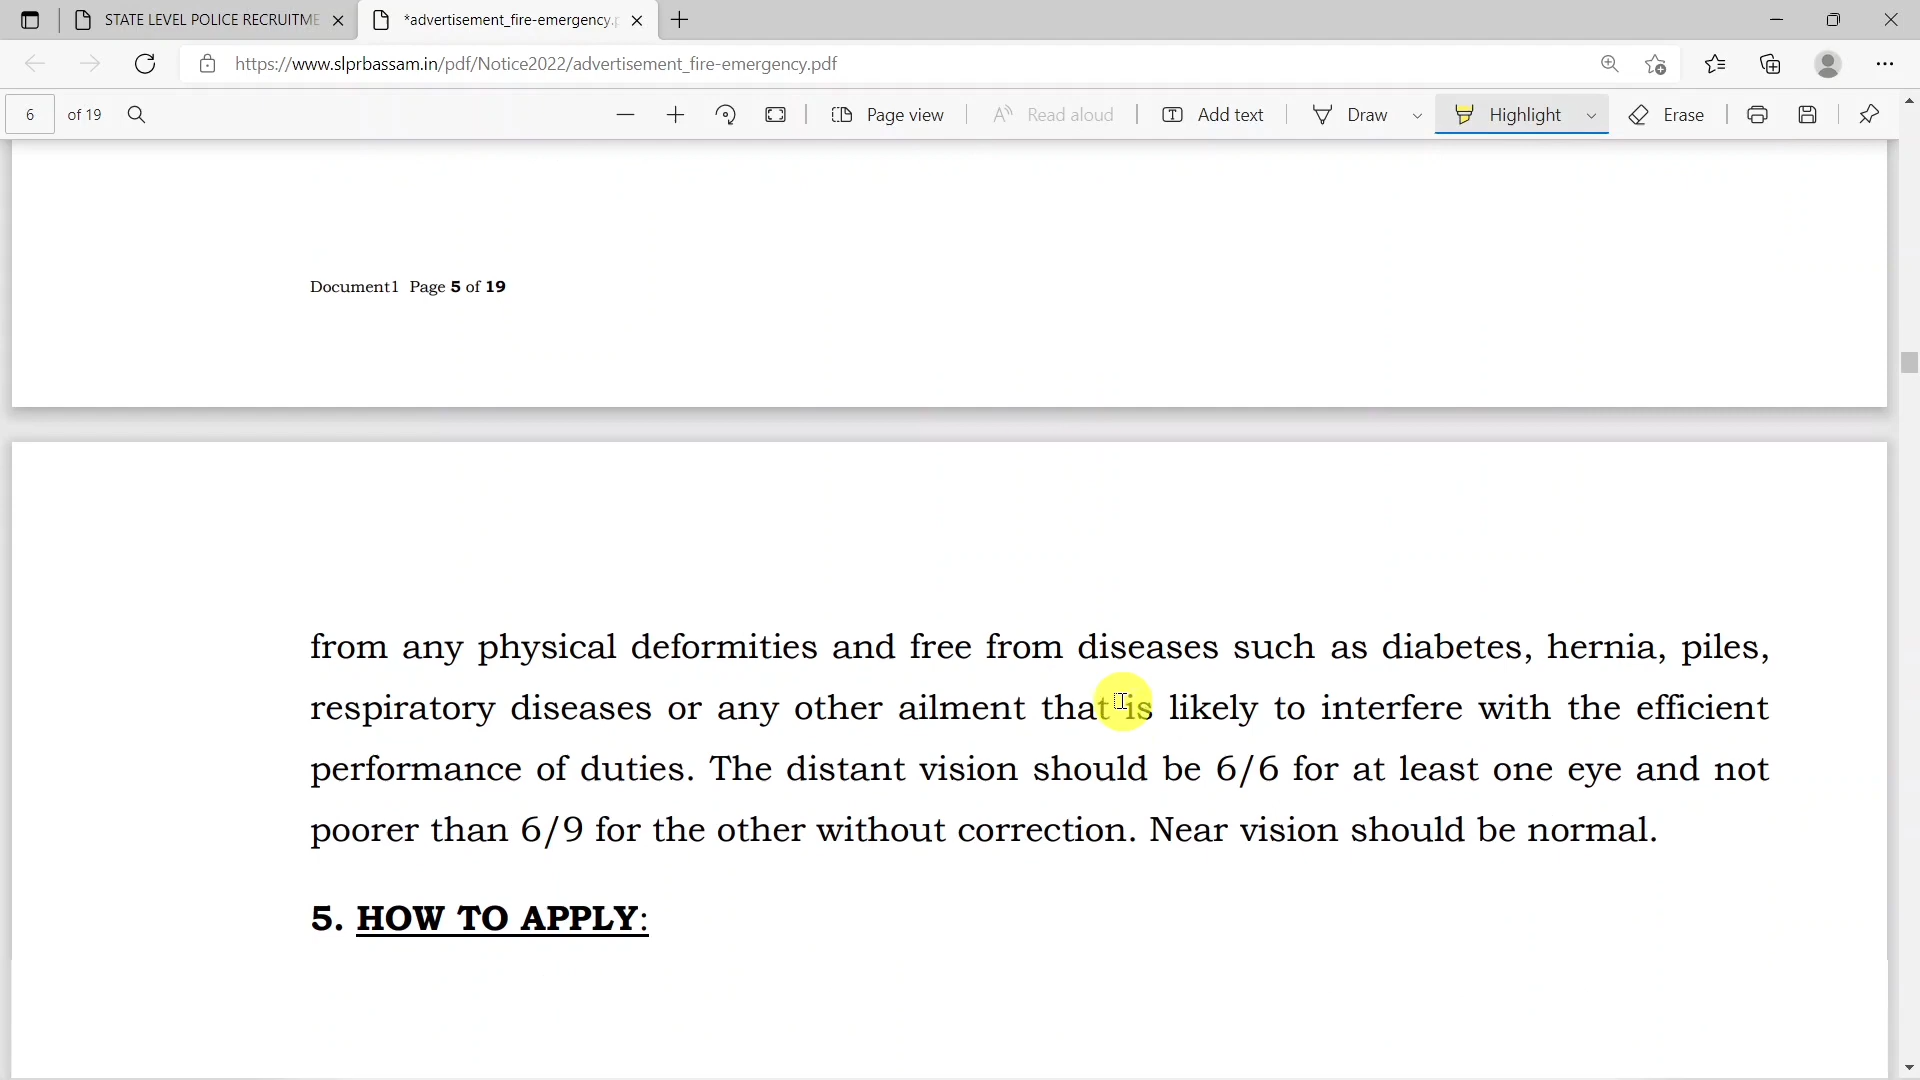 STATE LEVEL POLICE RECRUITME
*advertisement_fire-emergency.p
https://www.slprbassam.in/pdf/Notice2022/advertisement_fire-emergency.pdf
6 of 19
Page view
Read aloud
Add text
Draw
Highlight
Erase
Document1 Page 5 of 19
from any physical deformities and free from diseases such as diabetes, hernia, piles,
respiratory diseases or any other ailment that is likely to interfere with the efficient
performance of duties. The distant vision should be 6/6 for at least one eye and not
poorer than 6/9 for the other without correction. Near vision should be normal.
5. HOW TO APPLY: